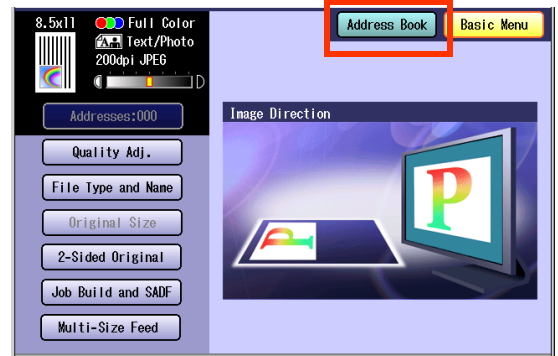 8.5x11 Full Color
Text/Photo
200dpi JPEG
Address Book
Basic Menu
Addresses:000
Quality Adj.
File Type and Name
Original Size
2-Sided Original
Job Build and SADF
Multi-Size Feed
Image Direction
P
P